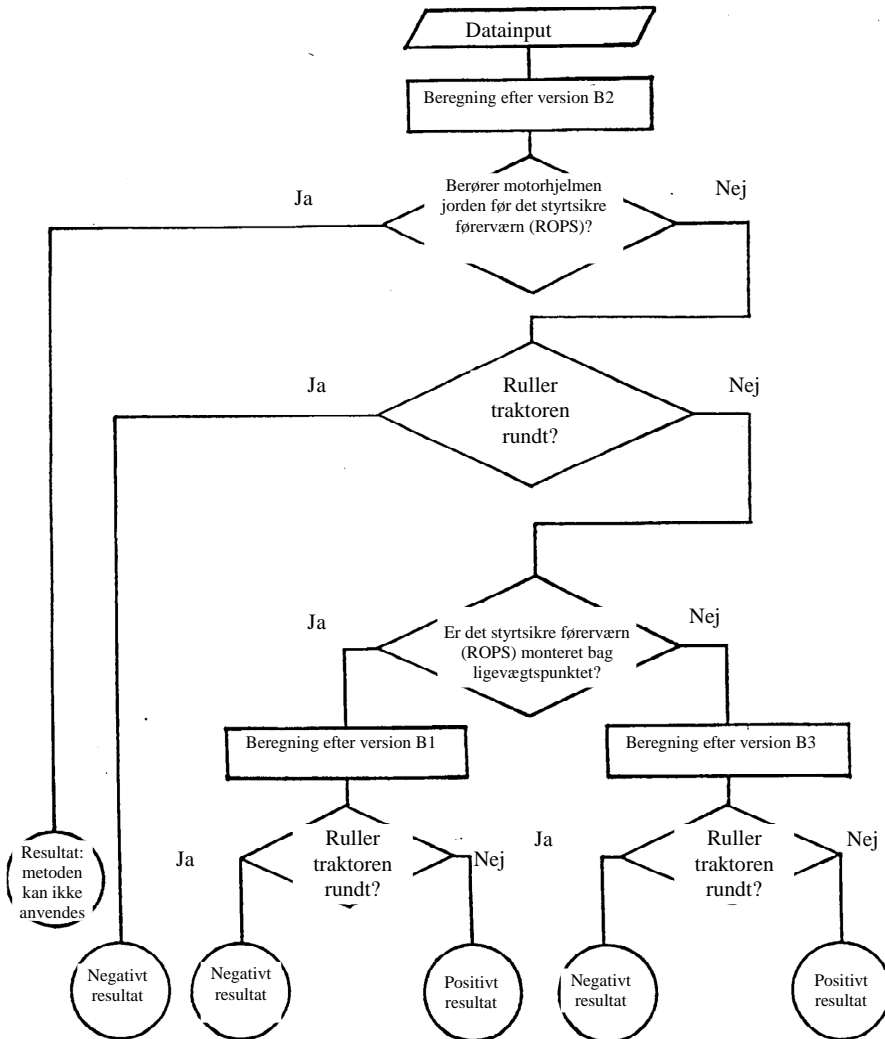 Datainput
Beregning efter version B2
Berører motorhjelmen
jorden før det styrtsikre
førerværn (ROPS)?
Ja
Nej
Ruller
traktoren
rundt?
Ja
Nej
Er det styrtsikre førerværn
(ROPS) monteret bag
ligevægtspunktet?
Ja
Nej
Beregning efter version B1
Beregning efter version B3
Ruller
traktoren
rundt?
Ja
Nej
Ruller
traktoren
rundt?
Ja
Nej
Resultat:
metoden
kan ikke
anvendes
Negativt
resultat
Negativt
resultat
Positivt
resultat
Negativt
resultat
Positivt
resultat